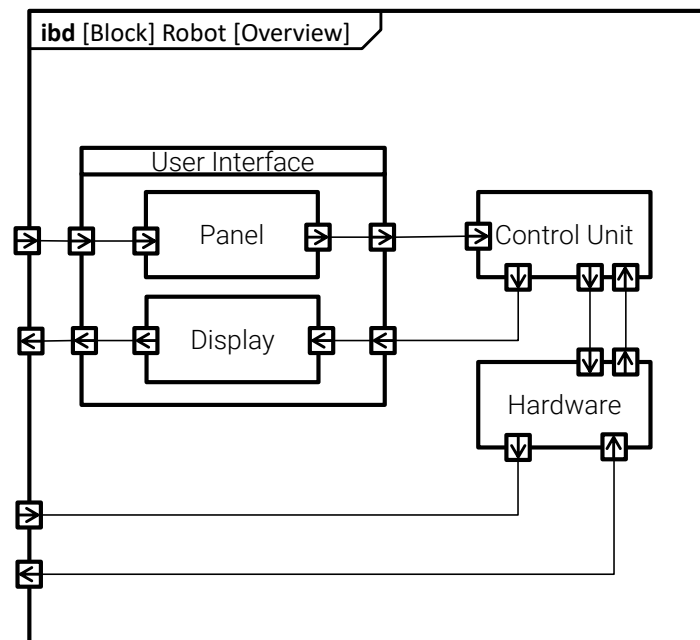 ibd [Block] Robot [Overview]
User Interface
Panel
Control Unit
Display
Hardware